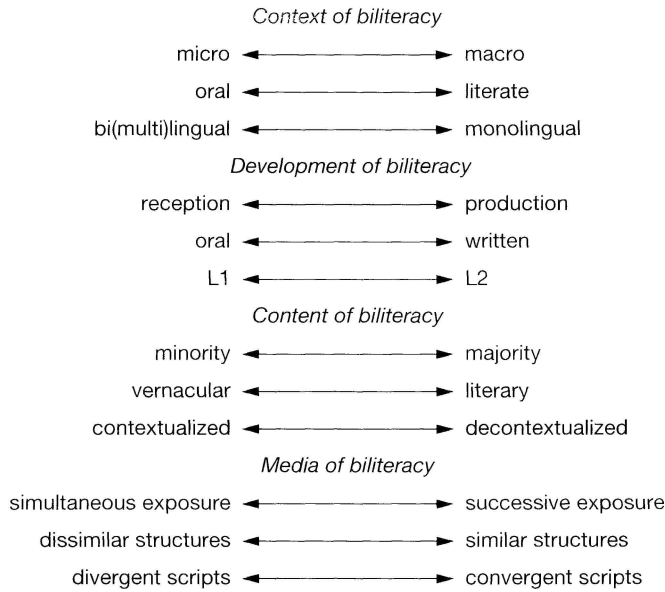 Context of biliteracy
micro macro
oral literate
bi(multi)lingual monolingual
Development of biliteracy
reception production
oral written
L1 L2
Content of biliteracy
minority majority
vernacular literary
contextualized decontextualized
Media of biliteracy
simultaneous exposure successive exposure
dissimilar structures similar structures
divergent scripts convergent scripts